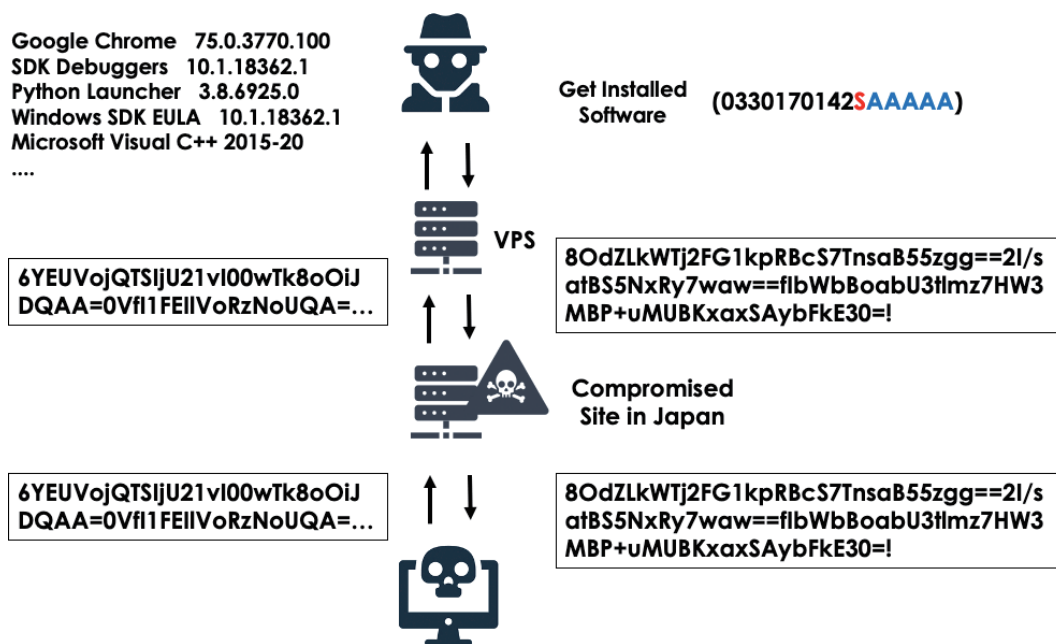 Google Chrome 75.0.3770.100
SDK Debuggers 10.1.18362.1
Python Launcher 3.8.6925.0
Windows SDK EULA 10.1.18362.1
Microsoft Visual C++ 2015-20
....
Get Installed
Software
(0330170142SAAAAA)
VPS
6YEUVojQTSIjU21vI00wTk8oOiJ
DQAA=0VfI1FEIIVoRzNoUQA=...
8OdZLkWTj2FG1kpRBcS7TnsaB55zgg==2I/s
atBS5NxRy7waw==fIbWbBoabU3tImz7HW3
MBP+uMUBKxaxSAybFkE30=!
Compromised
Site in Japan
6YEUVojQTSIjU21vI00wTk8oOiJ
DQAA=0VfI1FEIIVoRzNoUQA=...
8OdZLkWTj2FG1kpRBcS7TnsaB55zgg==2I/s
atBS5NxRy7waw==fIbWbBoabU3tImz7HW3
MBP+uMUBKxaxSAybFkE30=!